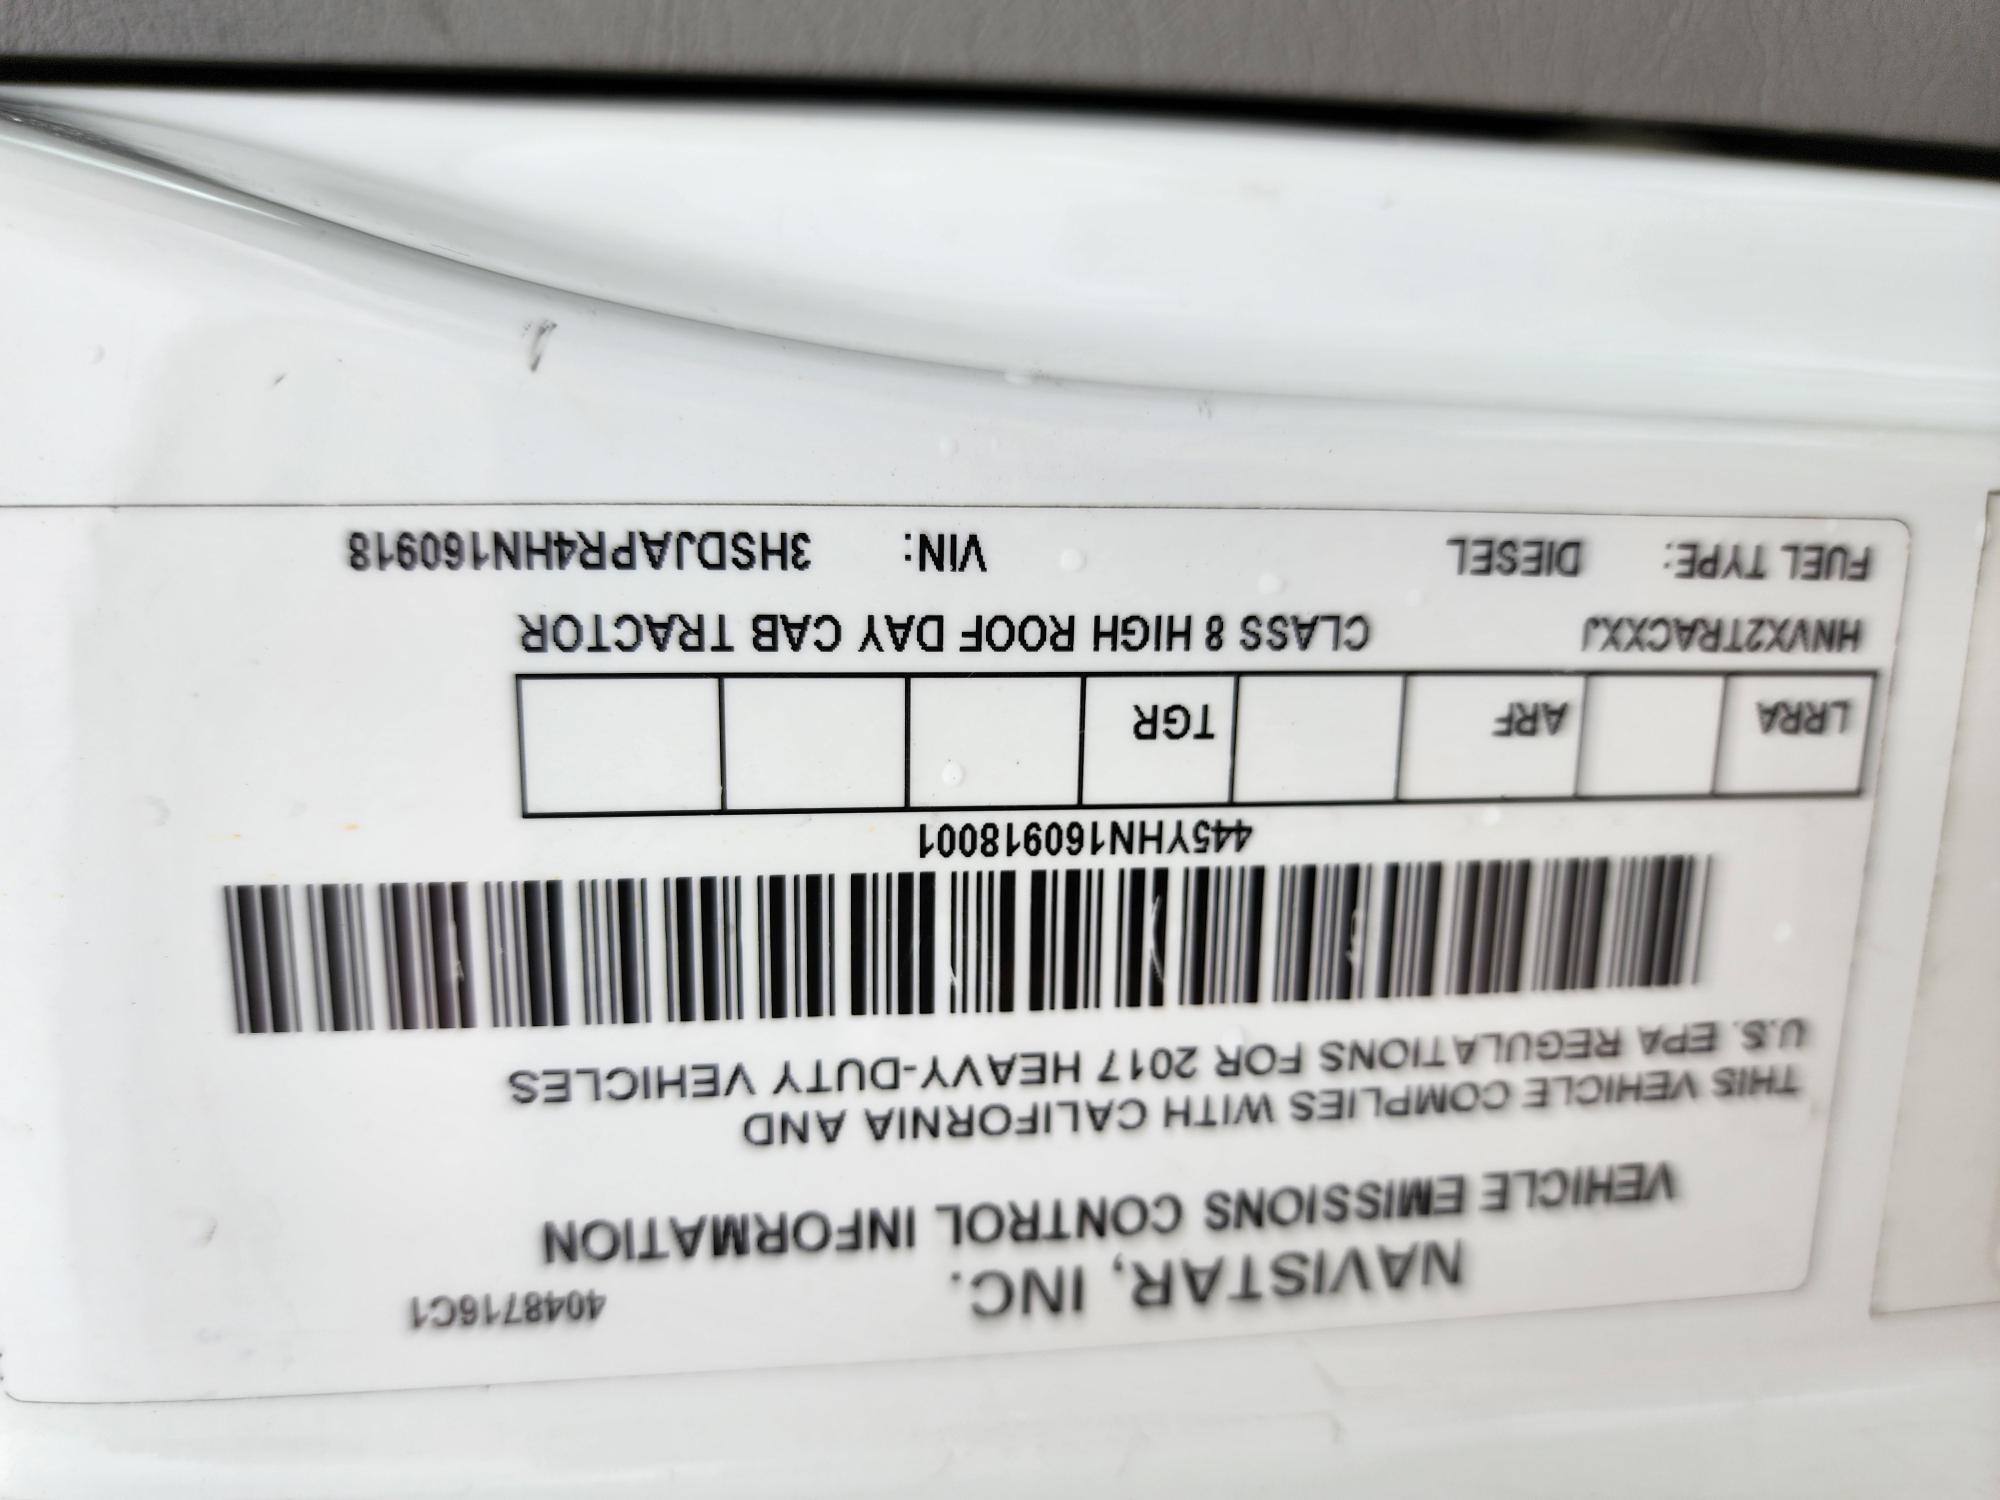 NAVISTAR, INC.
4048716C1
VEHICLE EMISSIONS CONTROL INFORMATION
THIS VEHICLE COMPLIES WITH CALIFORNIA AND
U.S. EPA REGULATIONS FOR 2017 HEAVY-DUTY VEHICLES
445YHN160918001
LRRA ARF TGR
HNVX2TRACXXJ CLASS 8 HIGH ROOF DAY CAB TRACTOR
FUEL TYPE: DIESEL VIN: 3HSDJAPR4HN160918